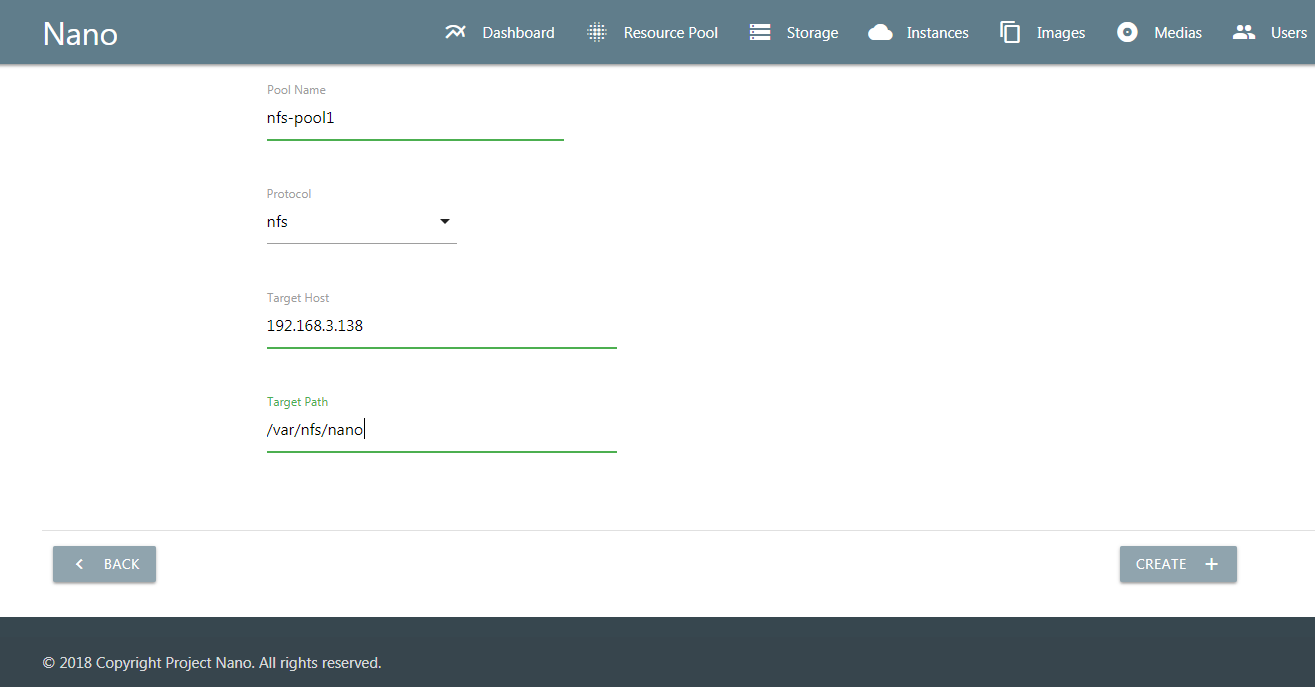 Nano Dashboard Resource Pool Storage Instances Images Medias Users
Pool Name
nfs-pool1
Protocol
nfs
Target Host
192.168.3.138
Target Path
/var/nfs/nano
BACK CREATE
© 2018 Copyright Project Nano. All rights reserved.